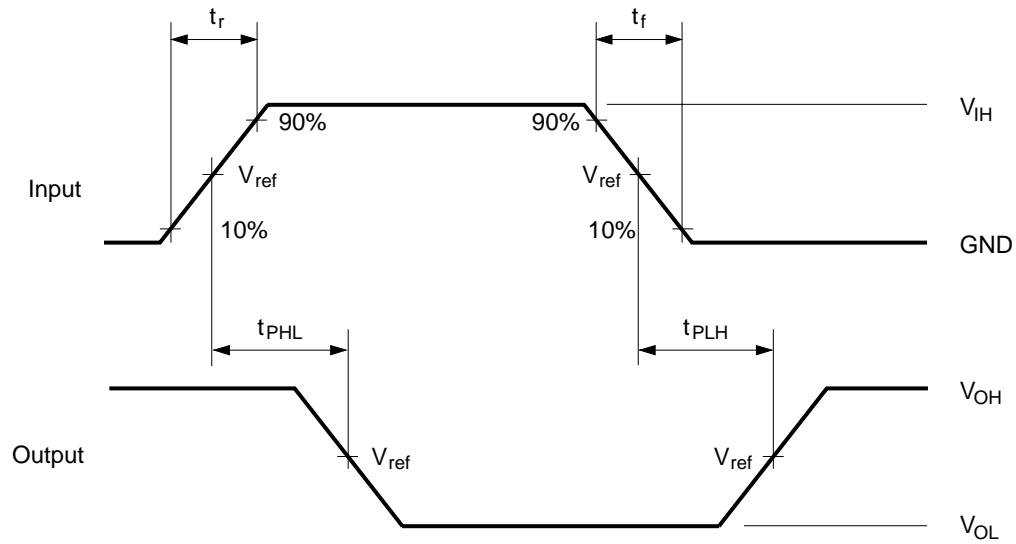 tr
tf
90%
90%
VIH
Vref
Vref
Input
10%
10%
GND
tPHL
tPLH
VOH
Output
Vref
Vref
VOL